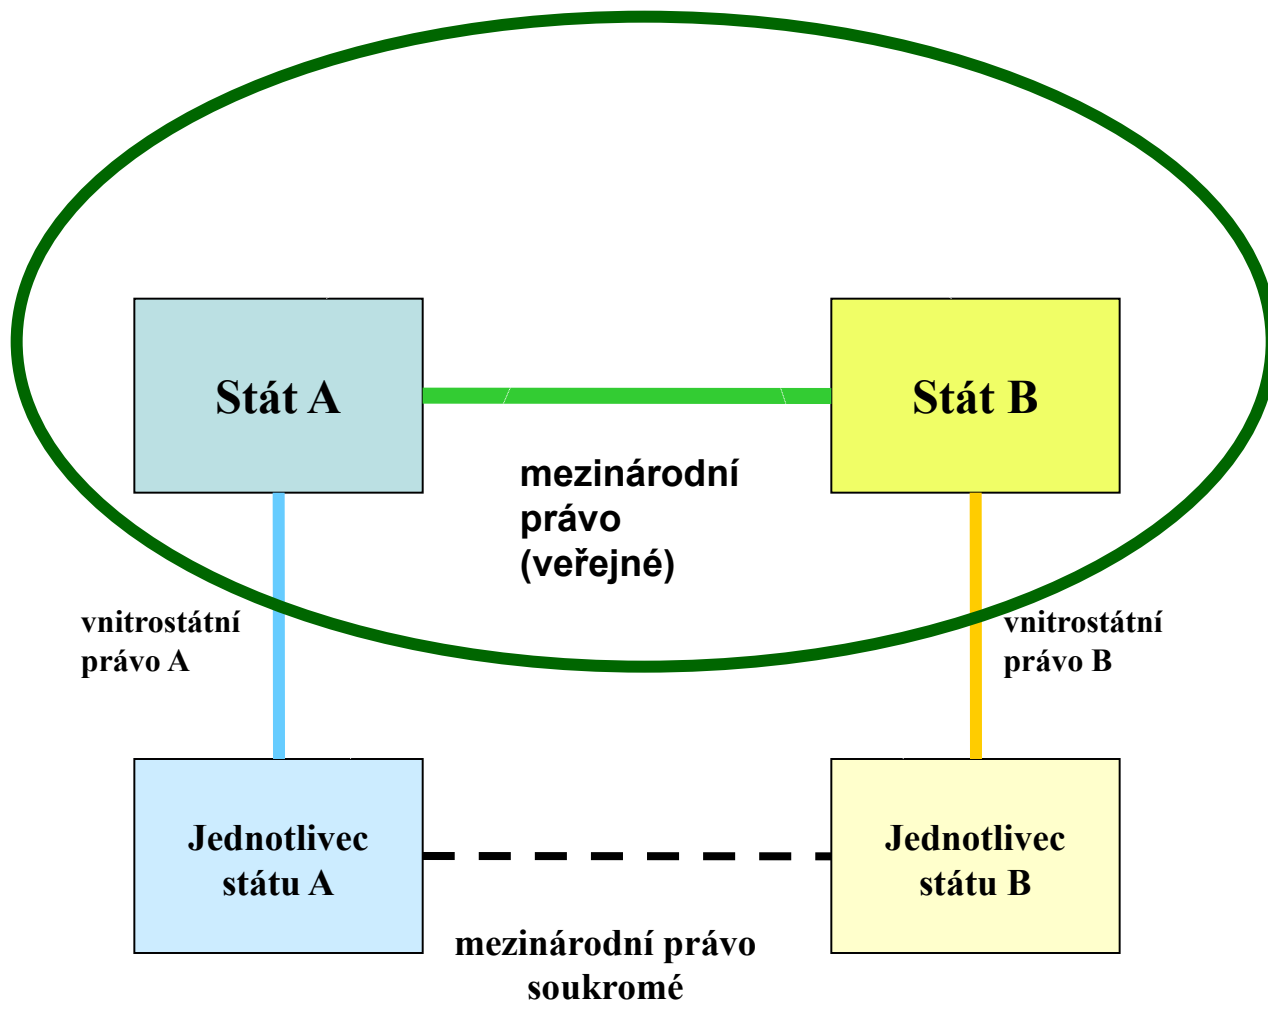 Stát A
Stát B
mezinárodní
právo
(veřejné)
vnitrostátní
právo A
vnitrostátní
právo B
Jednotlivec
státu A
Jednotlivec
státu B
mezinárodní právo
soukromé